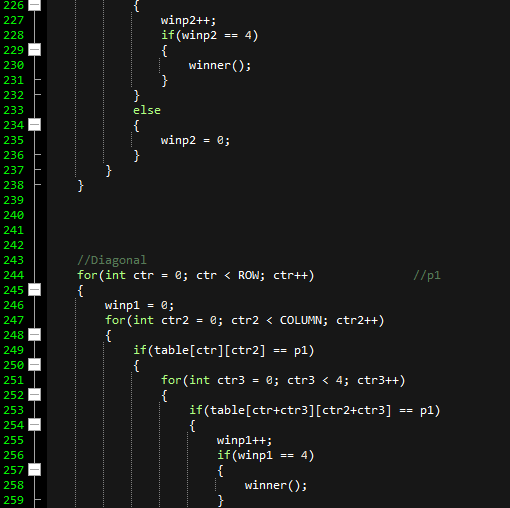 226 {
227 winp2++;
228 if(winp2 == 4)
229 {
230 winner();
231 }
232 }
233 else
234 {
235 winp2 = 0;
236 }
237 }
238 }
239
240
241
242
243 //Diagonal
244 for(int ctr = 0; ctr < ROW; ctr++) //p1
245 {
246 winp1 = 0;
247 for(int ctr2 = 0; ctr2 < COLUMN; ctr2++)
248 {
249 if(table[ctr][ctr2] == p1)
250 {
251 for(int ctr3 = 0; ctr3 < 4; ctr3++)
252 {
253 if(table[ctr+ctr3][ctr2+ctr3] == p1)
254 {
255 winp1++;
256 if(winp1 == 4)
257 {
258 winner();
259 }